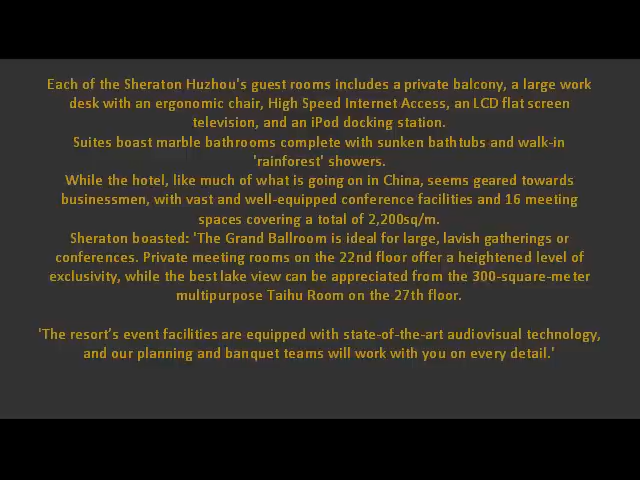 Each of the Sheraton Huzhou's guest rooms includes a private balcony, a large work
desk with an ergonomic chair, High Speed Internet Access, an LCD flat screen
television, and an iPod docking station.
Suites boast marble bathrooms complete with sunken bathtubs and walk-in
'rainforest' showers.
While the hotel, like much of what is going on in China, seems geared towards
businessmen, with vast and well-equipped conference facilities and 16 meeting
spaces covering a total of 2,200sq/m.
Sheraton boasted: 'The Grand Ballroom is ideal for large, lavish gatherings or
conferences. Private meeting rooms on the 22nd floor offer a heightened level of
exclusivity, while the best lake view can be appreciated from the 300-square-meter
multipurpose Taihu Room on the 27th floor.
'The resort’s event facilities are equipped with state-of-the-art audiovisual technology,
and our planning and banquet teams will work with you on every detail.'